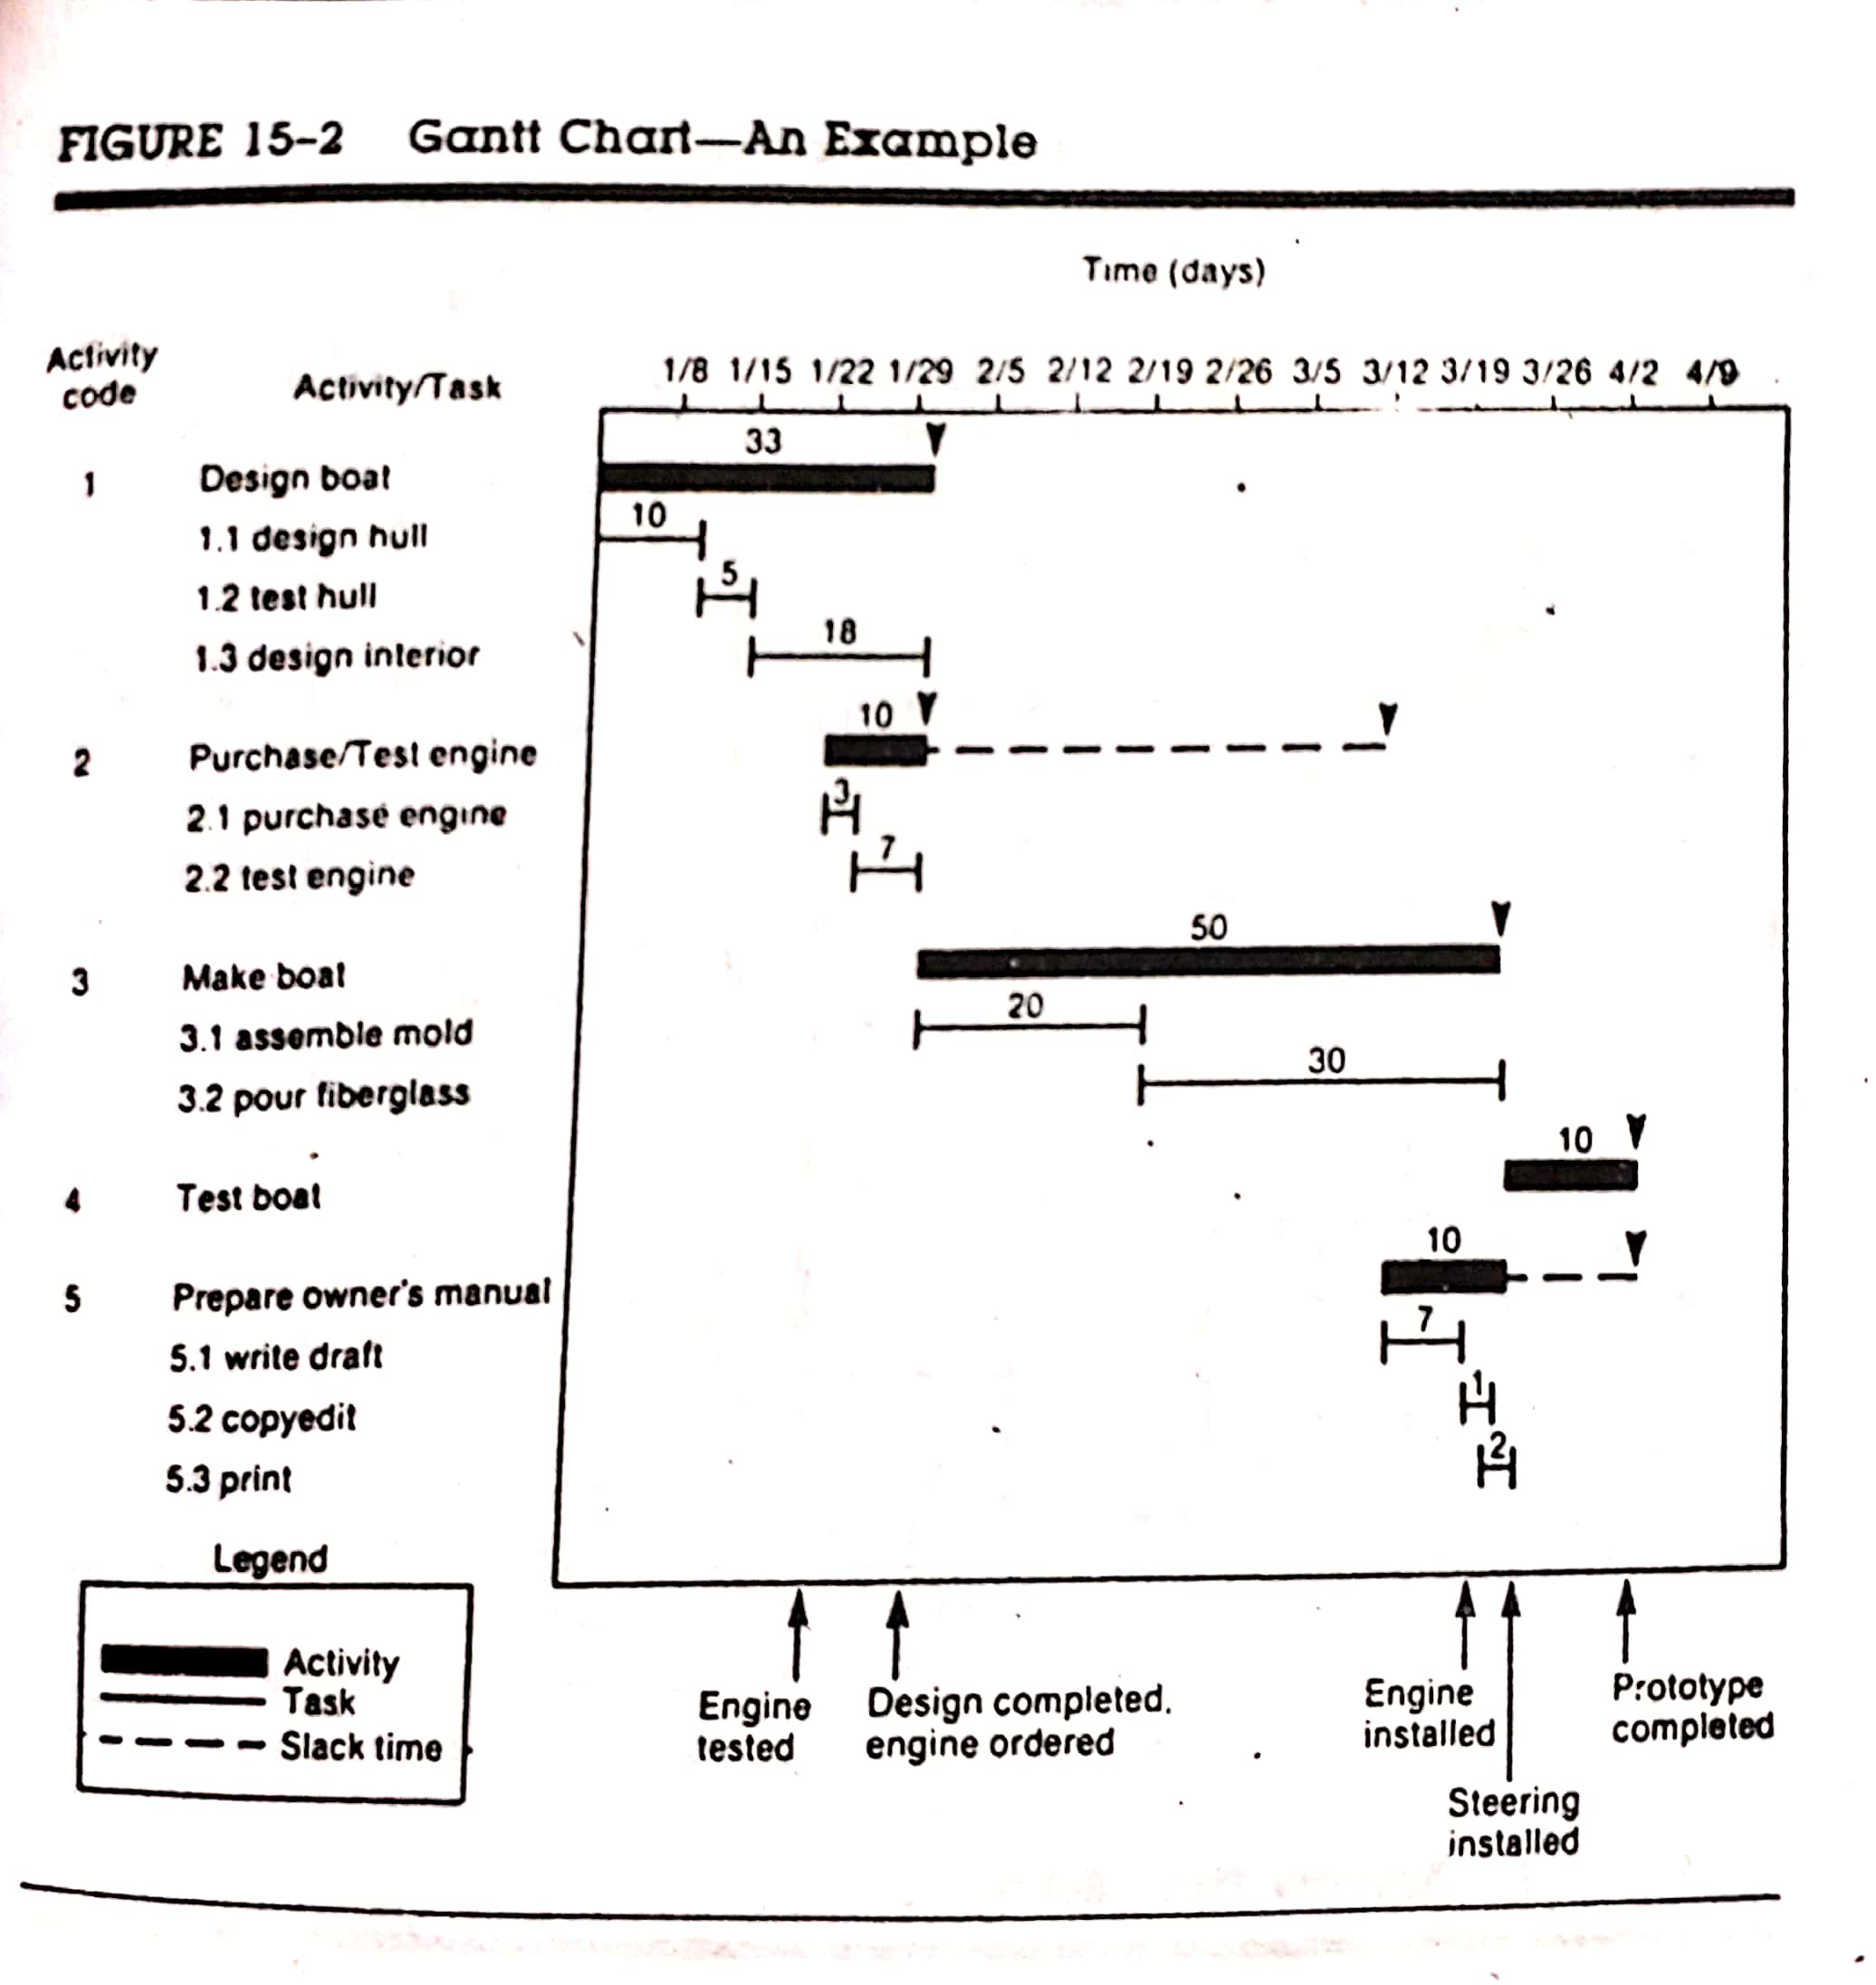 FIGURE 15-2 Gantt Chart—An Example
Time (days)
Activity code
Activity/Task
1/8 1/15 1/22 1/29 2/5 2/12 2/19 2/26 3/5 3/12 3/19 3/26 4/2 4/9
33
1 Design boat
10
1.1 design hull
5
1.2 test hull
18
1.3 design interior
10
2 Purchase/Test engine
3
2.1 purchase engine
7
2.2 test engine
50
3 Make boat
20
3.1 assemble mold
30
3.2 pour fiberglass
10
4 Test boat
10
5 Prepare owner's manual
7
5.1 write draft
1
5.2 copyedit
2
5.3 print
Legend
Activity
Task
Slack time
Engine tested
Design completed. engine ordered
Engine installed
Steering installed
Prototype completed